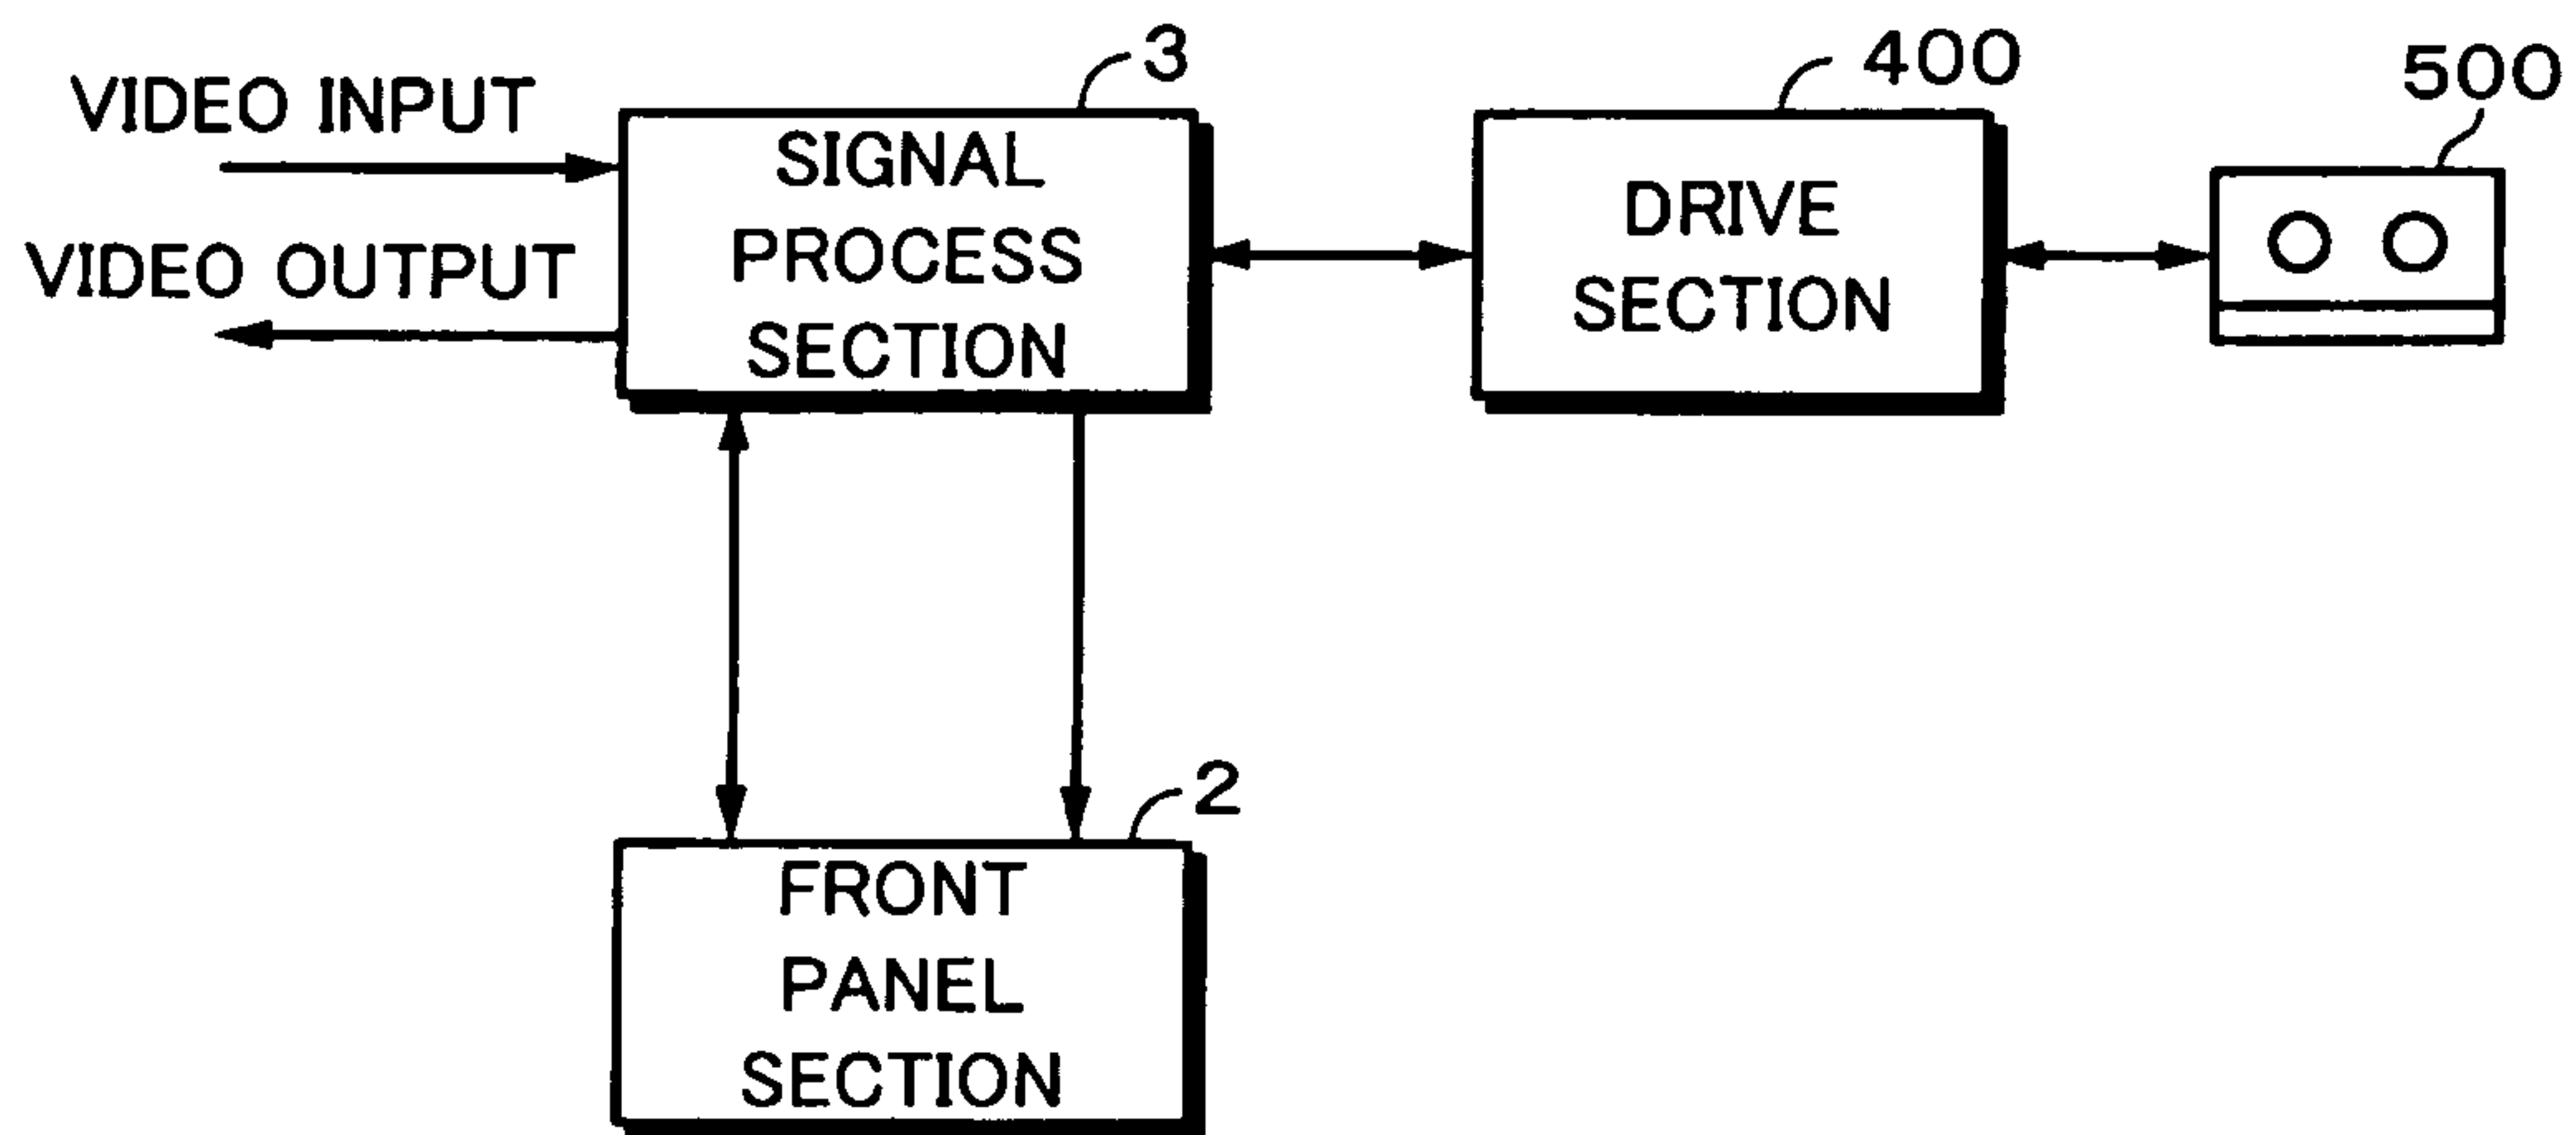 3
400
500
VIDEO INPUT
VIDEO OUTPUT
SIGNAL
PROCESS
SECTION
DRIVE
SECTION
2
FRONT
PANEL
SECTION